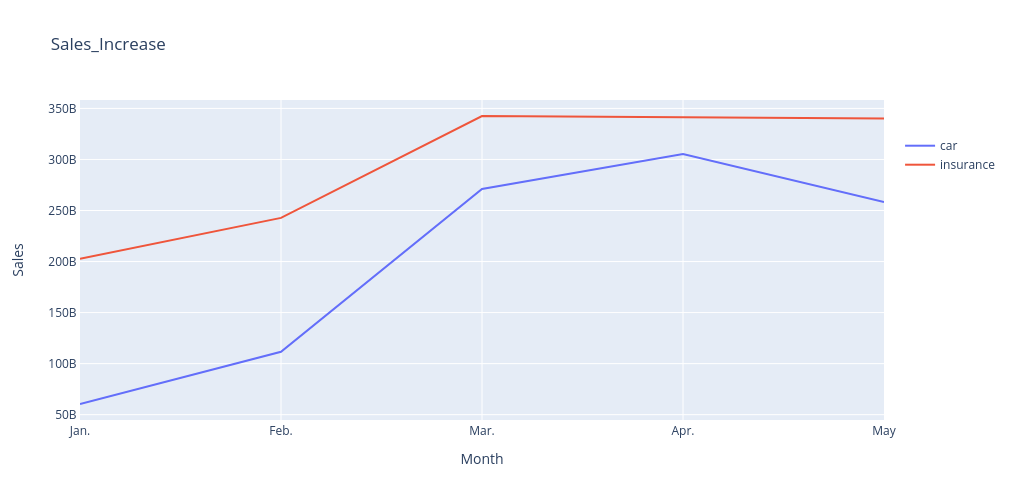 Sales_Increase
350B
300B
250B
200B
150B
100B
50B
Sales
Jan.
Feb.
Mar.
Apr.
May
Month
car
insurance